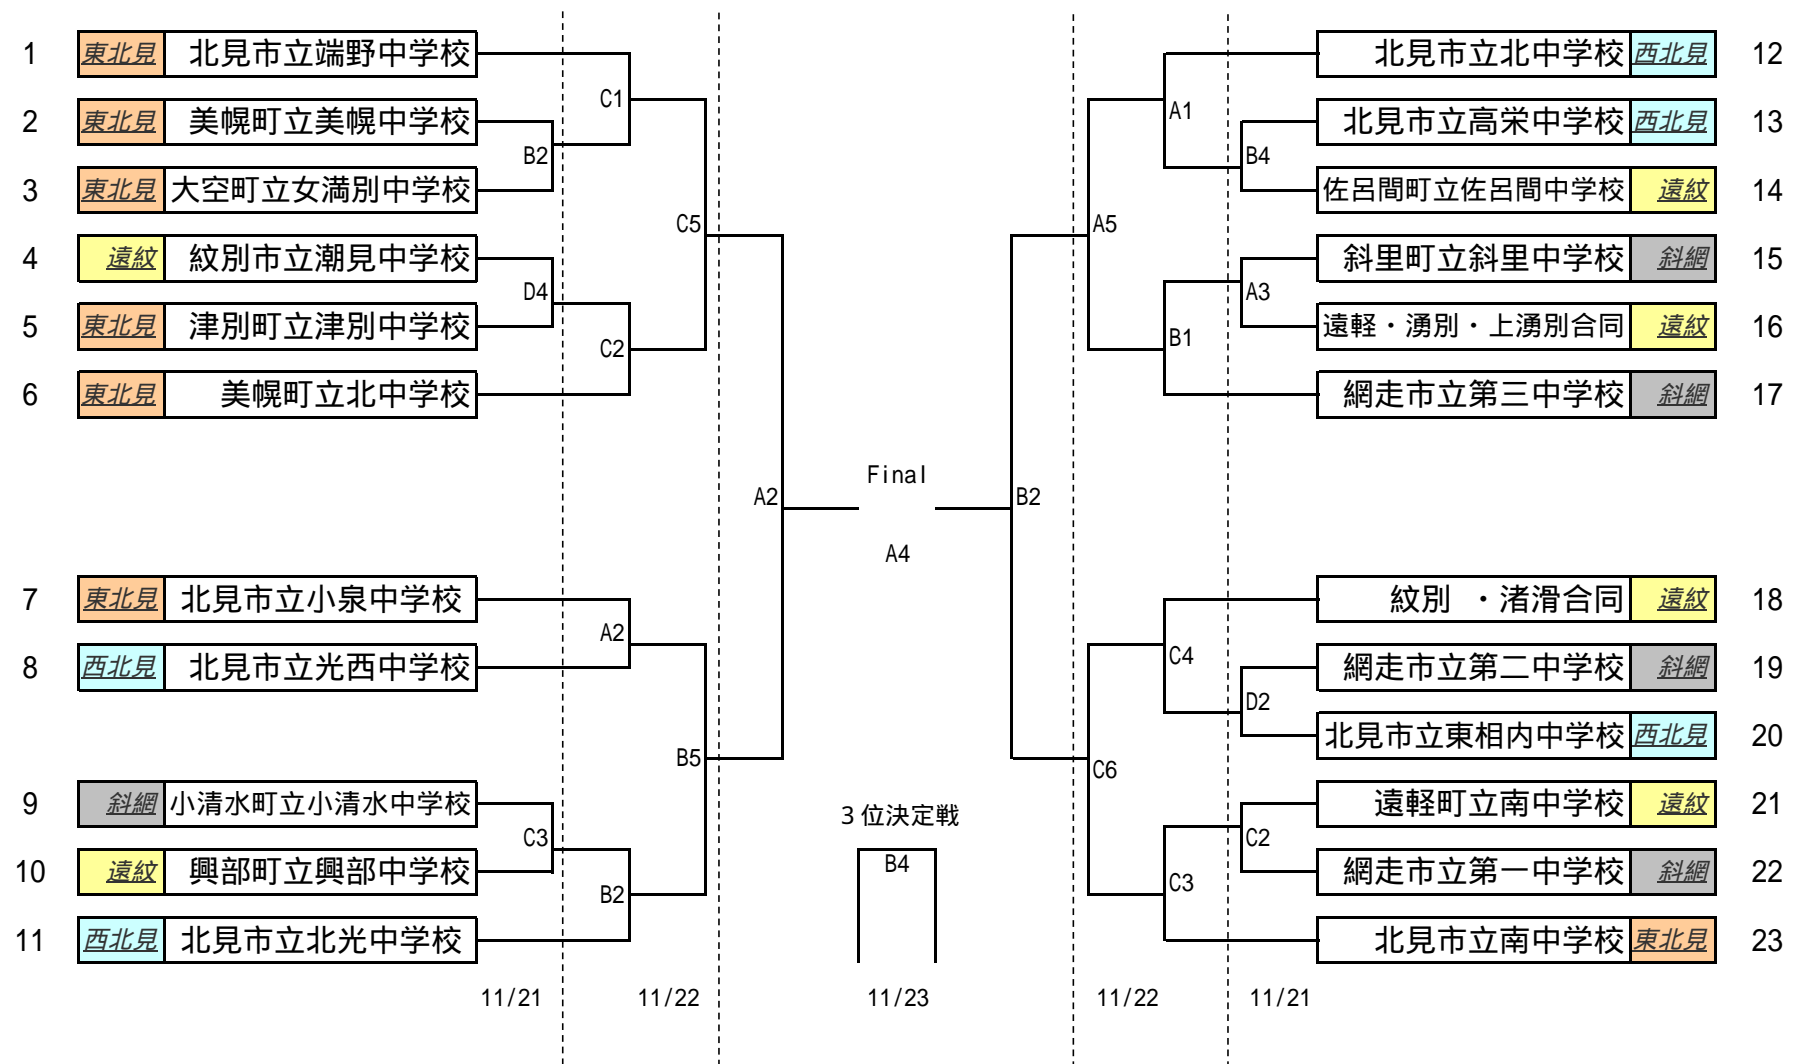 1 東北見 北見市立端野中学校
2 東北見 美幌町立美幌中学校
3 東北見 大空町立女満別中学校
4 遠紋 紋別市立潮見中学校
5 東北見 津別町立津別中学校
6 東北見 美幌町立北中学校
7 東北見 北見市立小泉中学校
8 西北見 北見市立光西中学校
9 斜網 小清水町立小清水中学校
10 遠紋 興部町立興部中学校
11 西北見 北見市立北光中学校
C1
B2
C5
D4
C2
A2
A2
B5
C3
B2
Final
A4
3位決定戦
B4
北見市立北中学校 西北見 12
北見市立高栄中学校 西北見 13
佐呂間町立佐呂間中学校 遠紋 14
斜里町立斜里中学校 斜網 15
遠軽・湧別・上湧別合同 遠紋 16
網走市立第三中学校 斜網 17
紋別 ・渚滑合同 遠紋 18
網走市立第二中学校 斜網 19
北見市立東相内中学校 西北見 20
遠軽町立南中学校 遠紋 21
網走市立第一中学校 斜網 22
北見市立南中学校 東北見 23
A1
B4
A5
A3
B1
B2
C4
D2
C6
C2
C3
11/21 11/22 11/23 11/22 11/21